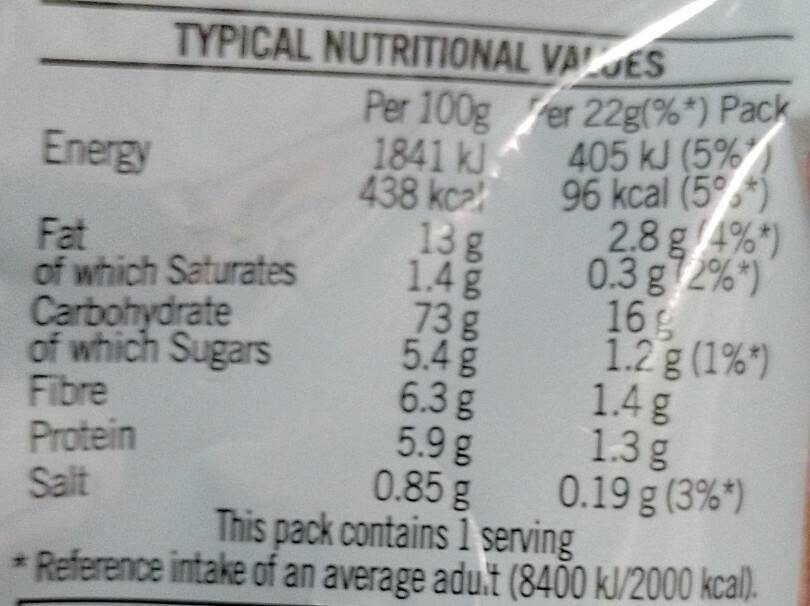 TYPICAL NUTRITIONAL VALUES
Per 100g Per 22g(%*) Pack
Energy 1841 kJ 405 kJ (5%*)
438 kcal 96 kcal (5%*)
Fat 13 g 2.8 g (4%*)
of which Saturates 1.4 g 0.3 g (2%*)
Carbohydrate 73 g 16 g
of which Sugars 5.4 g 1.2 g (1%*)
Fibre 6.3 g 1.4 g
Protein 5.9 g 1.3 g
Salt 0.85 g 0.19 g (3%*)
This pack contains 1 serving
* Reference intake of an average adult (8400 kJ/2000 kcal).